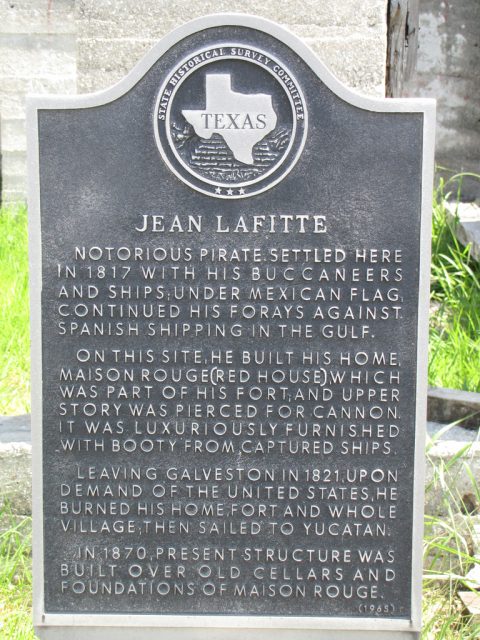 STATE HISTORICAL SURVEY COMMITTEE
TEXAS
JEAN LAFITTE
NOTORIOUS PIRATE. SETTLED HERE
IN 1817 WITH HIS BUCCANEERS
AND SHIPS; UNDER MEXICAN FLAG,
CONTINUED HIS FORAYS AGAINST
SPANISH SHIPPING IN THE GULF.
ON THIS SITE, HE BUILT HIS HOME,
MAISON ROUGE (RED HOUSE), WHICH
WAS PART OF HIS FORT, AND UPPER
STORY WAS PIERCED FOR CANNON.
IT WAS LUXURIOUSLY FURNISHED
WITH BOOTY FROM CAPTURED SHIPS.
LEAVING GALVESTON IN 1821, UPON
DEMAND OF THE UNITED STATES, HE
BURNED HIS HOME, FORT AND WHOLE
VILLAGE; THEN SAILED TO YUCATAN.
IN 1870, PRESENT STRUCTURE WAS
BUILT OVER OLD CELLARS AND
FOUNDATIONS OF MAISON ROUGE.
(1965)